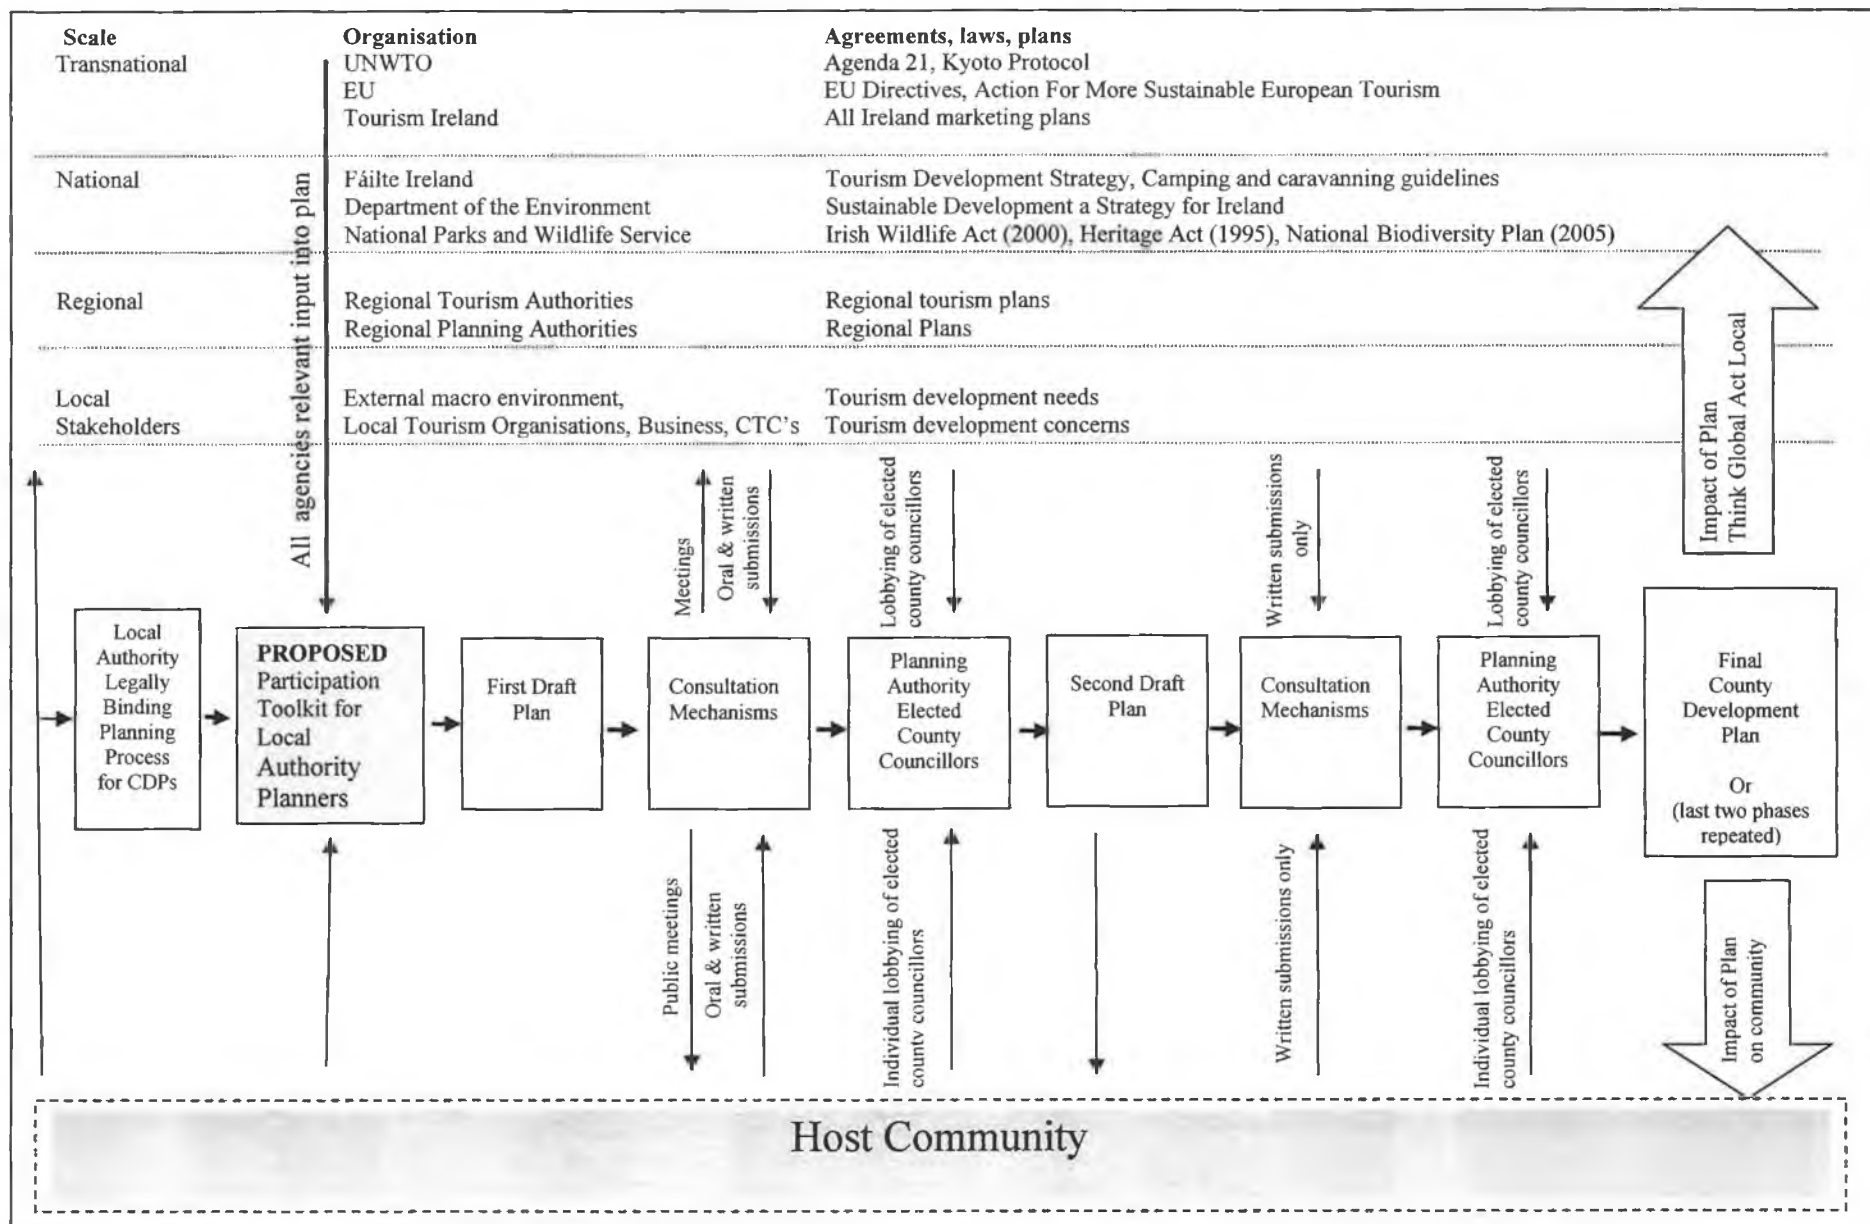 Scale
Organisation
Agreements, laws, plans
Transnational
UNWTO
Agenda 21, Kyoto Protocol
EU
EU Directives, Action For More Sustainable European Tourism
Tourism Ireland
All Ireland marketing plans
National
Fáilte Ireland
Tourism Development Strategy, Camping and caravanning guidelines
Department of the Environment
Sustainable Development a Strategy for Ireland
National Parks and Wildlife Service
Irish Wildlife Act (2000), Heritage Act (1995), National Biodiversity Plan (2005)
Regional
Regional Tourism Authorities
Regional tourism plans
Regional Planning Authorities
Regional Plans
Local
External macro environment,
Tourism development needs
Stakeholders
Local Tourism Organisations, Business, CTC's
Tourism development concerns
All agencies relevant input into plan
Meetings
Oral & written
submissions
Lobbying of elected
county councillors
Written submissions
only
Lobbying of elected
county councillors
Impact of Plan
Think Global Act Local
Local
Authority
Legally
Binding
Planning
Process
for CDPs
PROPOSED
Participation
Toolkit for
Local
Authority
Planners
First Draft
Plan
Consultation
Mechanisms
Planning
Authority
Elected
County
Councillors
Second Draft
Plan
Consultation
Mechanisms
Planning
Authority
Elected
County
Councillors
Final
County
Development
Plan
Or
(last two phases
repeated)
Public meetings
Oral & written
submissions
Individual lobbying of elected
county councillors
Written submissions only
Individual lobbying of elected
county councillors
Impact of Plan
on community
Host Community